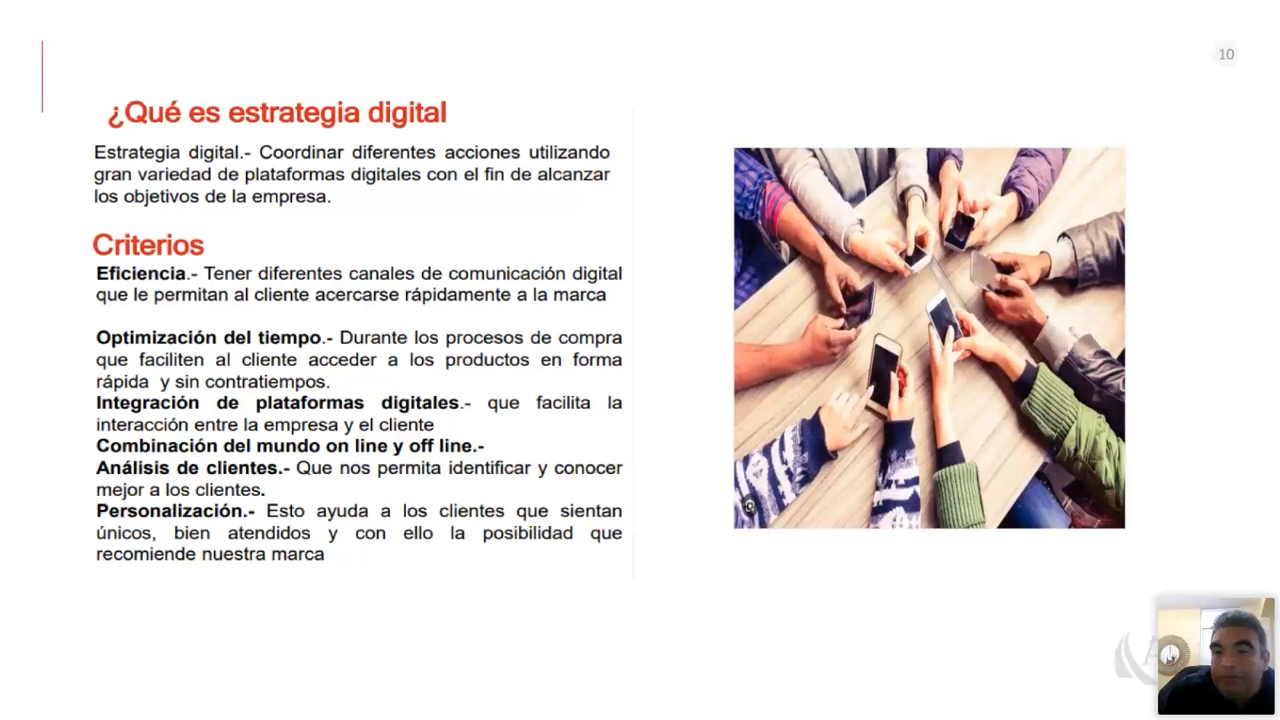 10
¿Qué es estrategia digital
Estrategia digital.- Coordinar diferentes acciones utilizando
gran variedad de plataformas digitales con el fin de alcanzar
los objetivos de la empresa.
Criterios
Eficiencia.- Tener diferentes canales de comunicación digital
que le permitan al cliente acercarse rápidamente a la marca
Optimización del tiempo.- Durante los procesos de compra
que faciliten al cliente acceder a los productos en forma
rápida y sin contratiempos.
Integración de plataformas digitales.- que facilita la
interacción entre la empresa y el cliente
Combinación del mundo on line y off line.-
Análisis de clientes.- Que nos permita identificar y conocer
mejor a los clientes.
Personalización.- Esto ayuda a los clientes que sientan
únicos, bien atendidos y con ello la posibilidad que
recomiende nuestra marca